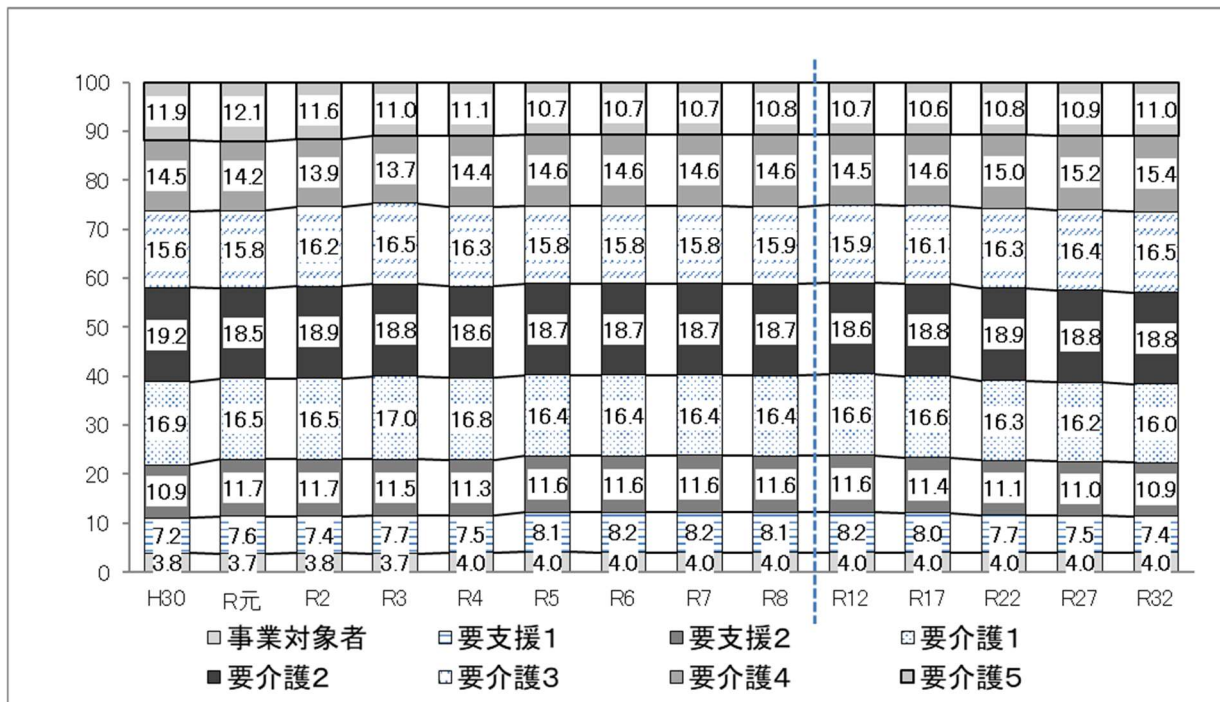 100
90
80
70
60
50
40
30
20
10
0
11.9 12.1 11.6 11.0 11.1 10.7 10.7 10.7 10.8 10.7 10.6 10.8 10.9 11.0
14.5 14.2 13.9 13.7 14.4 14.6 14.6 14.6 14.6 14.5 14.6 15.0 15.2 15.4
15.6 15.8 16.2 16.5 16.3 15.8 15.8 15.8 15.9 15.9 16.1 16.3 16.4 16.5
19.2 18.5 18.9 18.8 18.6 18.7 18.7 18.7 18.7 18.6 18.8 18.9 18.8 18.8
16.9 16.5 16.5 17.0 16.8 16.4 16.4 16.4 16.4 16.6 16.6 16.3 16.2 16.0
10.9 11.7 11.7 11.5 11.3 11.6 11.6 11.6 11.6 11.6 11.4 11.1 11.0 10.9
7.2 7.6 7.4 7.7 7.5 8.1 8.2 8.2 8.1 8.2 8.0 7.7 7.5 7.4
3.8 3.7 3.8 3.7 4.0 4.0 4.0 4.0 4.0 4.0 4.0 4.0 4.0 4.0
H30 R元 R2 R3 R4 R5 R6 R7 R8 R12 R17 R22 R27 R32
事業対象者 要支援1 要支援2 要介護1
要介護2 要介護3 要介護4 要介護5